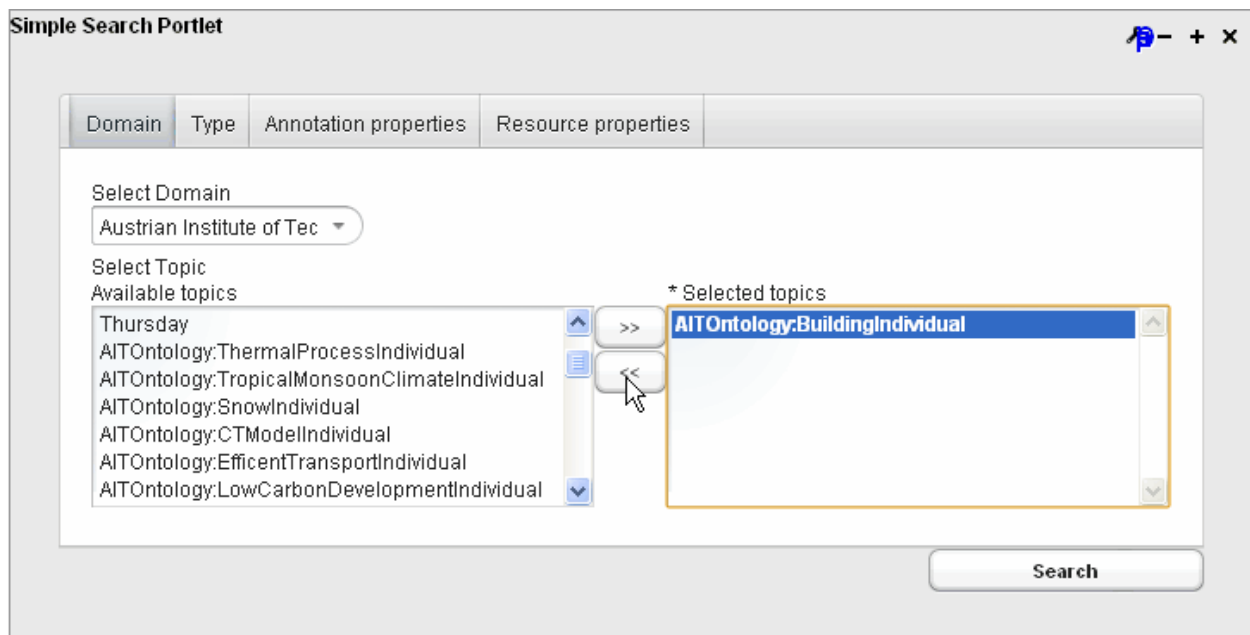 Simple Search Portlet
Domain Type Annotation properties Resource properties
Select Domain
Austrian Institute of Tec
Select Topic
Available topics
* Selected topics
Thursday
AITOntology:ThermalProcessIndividual
AITOntology:TropicalMonsoonClimateIndividual
AITOntology:SnowIndividual
AITOntology:CTModelIndividual
AITOntology:EfficentTransportIndividual
AITOntology:LowCarbonDevelopmentIndividual
>>
<<
AITOntology:BuildingIndividual
Search